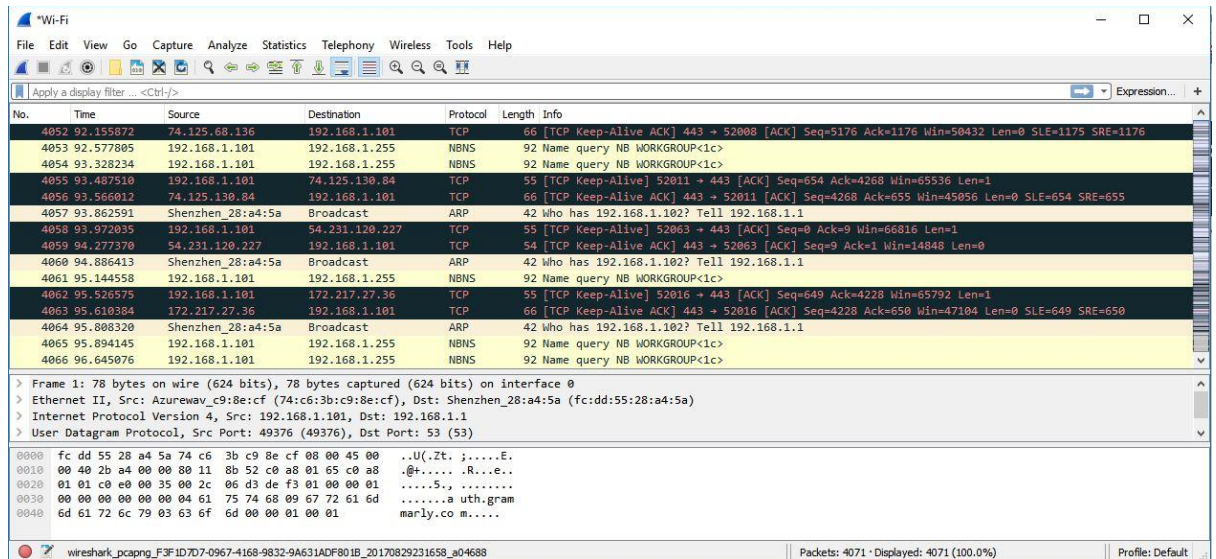 *Wi-Fi
File Edit View Go Capture Analyze Statistics Telephony Wireless Tools Help
Apply a display filter ... <Ctrl-/> Expression... +
No. Time Source Destination Protocol Length Info
4052 92.155872 74.125.68.136 192.168.1.101 TCP 66 [TCP Keep-Alive ACK] 443 → 52008 [ACK] Seq=5176 Ack=1176 Win=50432 Len=0 SLE=1175 SRE=1176
4053 92.577805 192.168.1.101 192.168.1.255 NBNS 92 Name query NB WORKGROUP<1c>
4054 93.328234 192.168.1.101 192.168.1.255 NBNS 92 Name query NB WORKGROUP<1c>
4055 93.487510 192.168.1.101 74.125.130.84 TCP 55 [TCP Keep-Alive] 52011 → 443 [ACK] Seq=654 Ack=4268 Win=65536 Len=1
4056 93.566012 74.125.130.84 192.168.1.101 TCP 66 [TCP Keep-Alive ACK] 443 → 52011 [ACK] Seq=4268 Ack=655 Win=45056 Len=0 SLE=654 SRE=655
4057 93.862591 Shenzhen_28:a4:5a Broadcast ARP 42 Who has 192.168.1.102? Tell 192.168.1.1
4058 93.972035 192.168.1.101 54.231.120.227 TCP 55 [TCP Keep-Alive] 52063 → 443 [ACK] Seq=0 Ack=9 Win=66816 Len=1
4059 94.277370 54.231.120.227 192.168.1.101 TCP 54 [TCP Keep-Alive ACK] 443 → 52063 [ACK] Seq=9 Ack=1 Win=14848 Len=0
4060 94.886413 Shenzhen_28:a4:5a Broadcast ARP 42 Who has 192.168.1.102? Tell 192.168.1.1
4061 95.144558 192.168.1.101 192.168.1.255 NBNS 92 Name query NB WORKGROUP<1c>
4062 95.526575 192.168.1.101 172.217.27.36 TCP 55 [TCP Keep-Alive] 52016 → 443 [ACK] Seq=649 Ack=4228 Win=65792 Len=1
4063 95.610384 172.217.27.36 192.168.1.101 TCP 66 [TCP Keep-Alive ACK] 443 → 52016 [ACK] Seq=4228 Ack=650 Win=47104 Len=0 SLE=649 SRE=650
4064 95.808320 Shenzhen_28:a4:5a Broadcast ARP 42 Who has 192.168.1.102? Tell 192.168.1.1
4065 95.894145 192.168.1.101 192.168.1.255 NBNS 92 Name query NB WORKGROUP<1c>
4066 96.645076 192.168.1.101 192.168.1.255 NBNS 92 Name query NB WORKGROUP<1c>
> Frame 1: 78 bytes on wire (624 bits), 78 bytes captured (624 bits) on interface 0
> Ethernet II, Src: Azurewav_c9:8e:cf (74:c6:3b:c9:8e:cf), Dst: Shenzhen_28:a4:5a (fc:dd:55:28:a4:5a)
> Internet Protocol Version 4, Src: 192.168.1.101, Dst: 192.168.1.1
> User Datagram Protocol, Src Port: 49376 (49376), Dst Port: 53 (53)
0000 fc dd 55 28 a4 5a 74 c6 3b c9 8e cf 08 00 45 00 ..U(.Zt. ;.....E.
0010 00 40 2b a4 00 00 80 11 8b 52 c0 a8 01 65 c0 a8 .@+..... .R...e..
0020 01 01 c0 e0 00 35 00 2c 06 d3 de f3 01 00 00 01 .....5., ........
0030 00 00 00 00 00 00 04 61 75 74 68 09 67 72 61 6d .......a uth.gram
0040 6d 61 72 6c 79 03 63 6f 6d 00 00 01 00 01 marly.co m.....
wireshark_pcapng_F3F1D7D7-0967-4168-9832-9A631ADF801B_20170829231658_a04688 Packets: 4071 · Displayed: 4071 (100.0%) Profile: Default